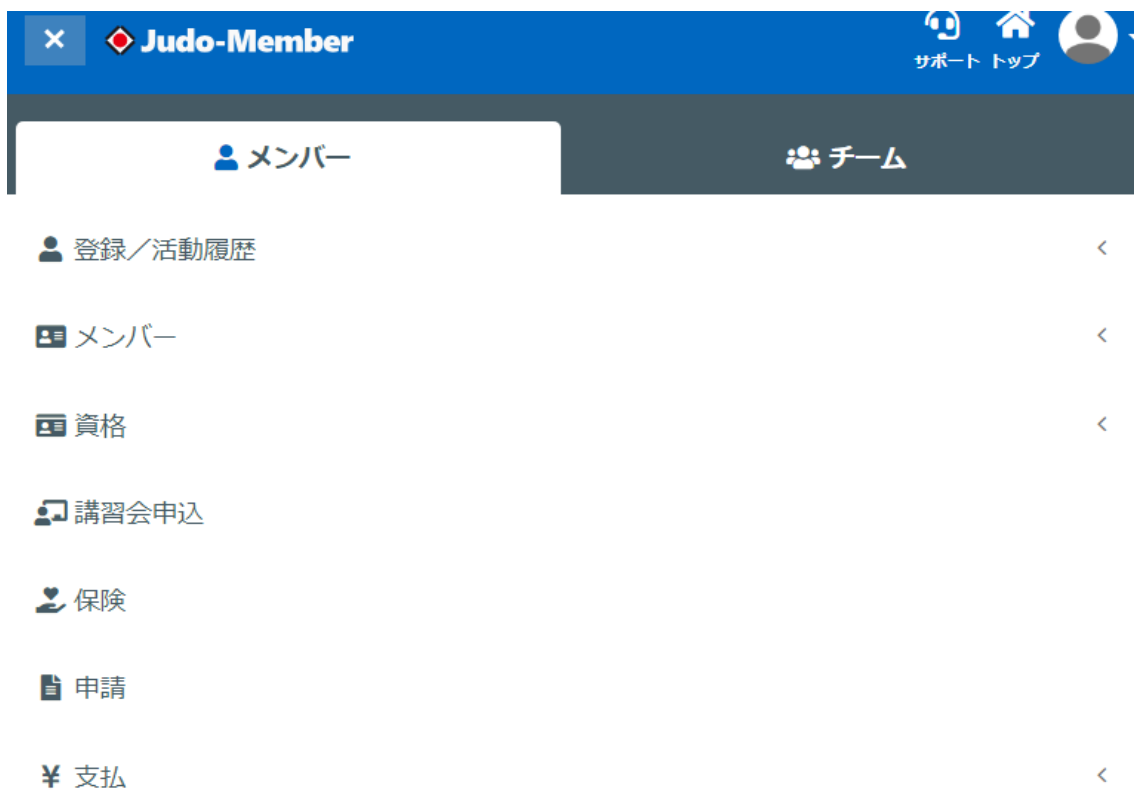 Judo-Member
サポート トップ
メンバー
チーム
登録／活動履歴
メンバー
資格
講習会申込
保険
申請
¥ 支払